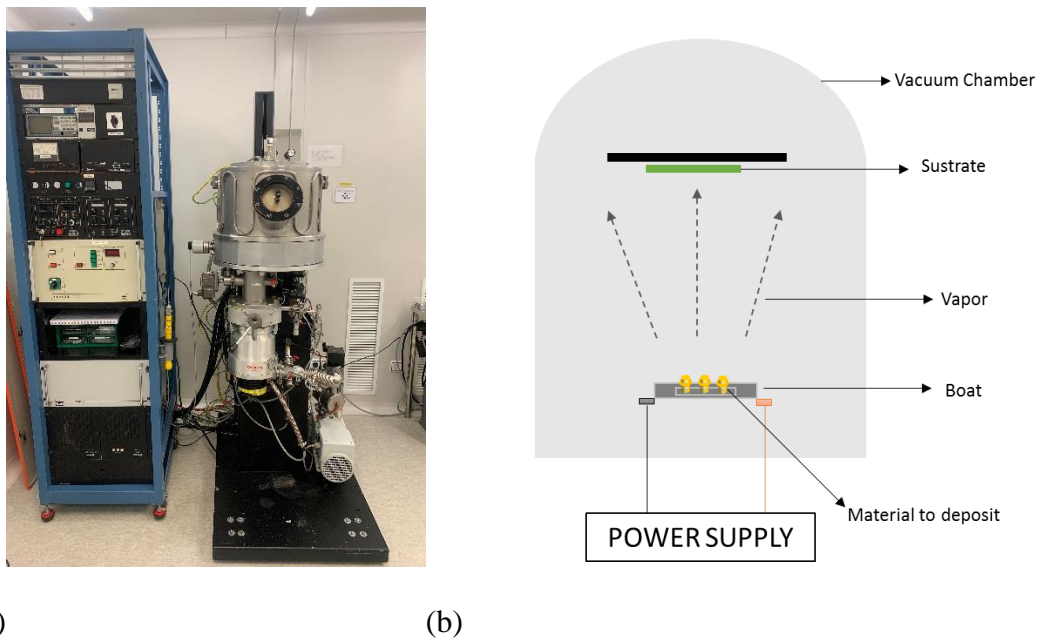 Vacuum Chamber
Sustrate
Vapor
Boat
Material to deposit
POWER SUPPLY
)
(b)